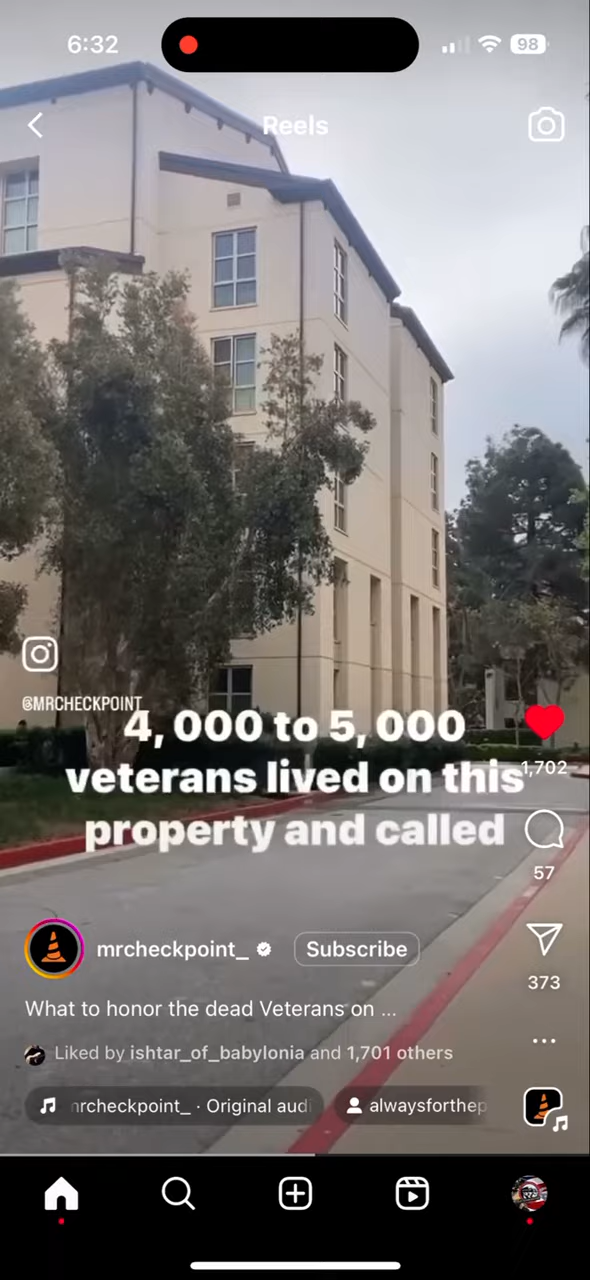 6:32
98
Reels
@MRCHECKPOINT_
4,000 to 5,000
veterans lived on this
property and called
1,702
57
mrcheckpoint_
Subscribe
373
What to honor the dead Veterans on ...
Liked by ishtar_of_babylonia and 1,701 others
rcheckpoint_ · Original audi
alwaysforthep